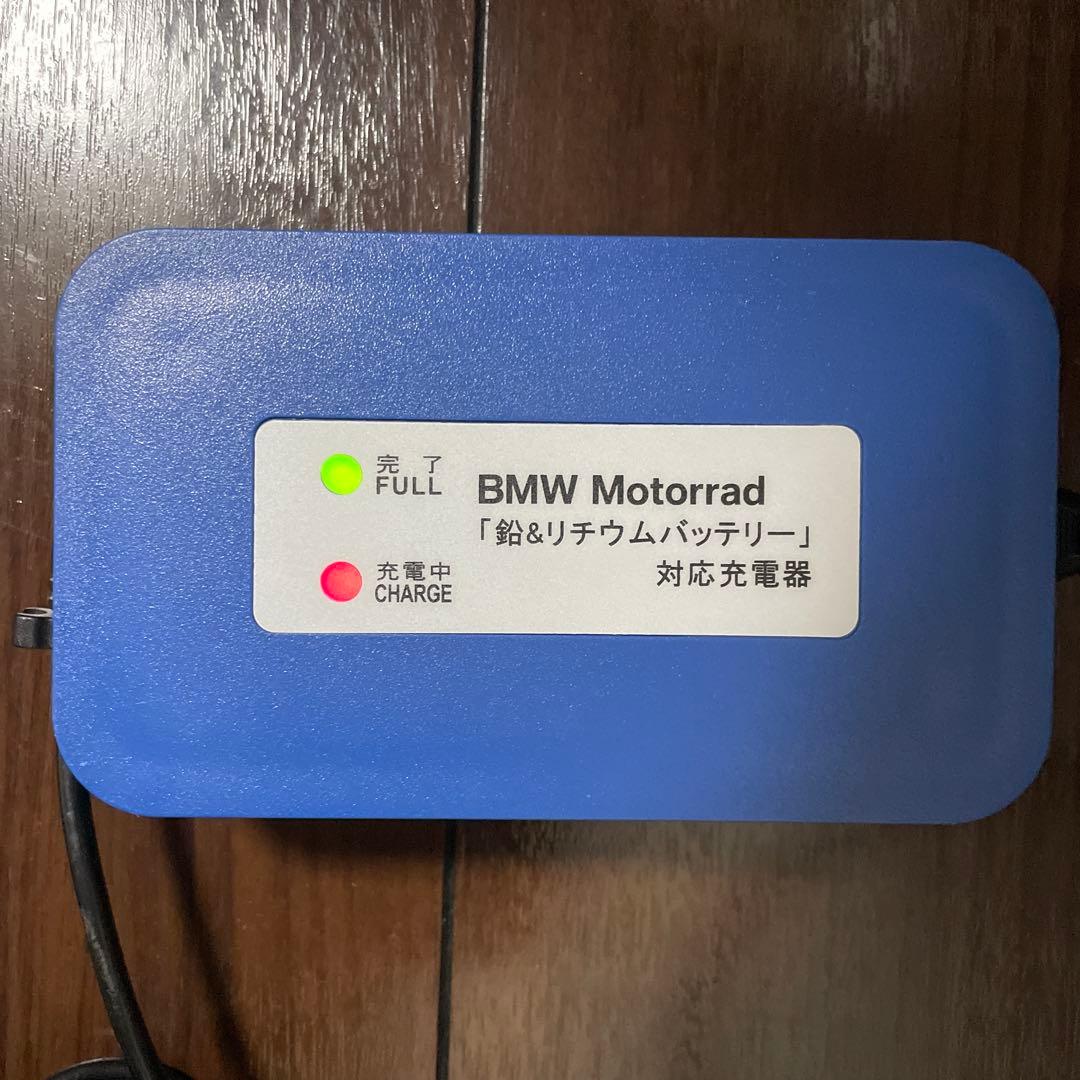 完了
FULL
BMW Motorrad
「鉛&リチウムバッテリー」
対応充電器
充電中
CHARGE